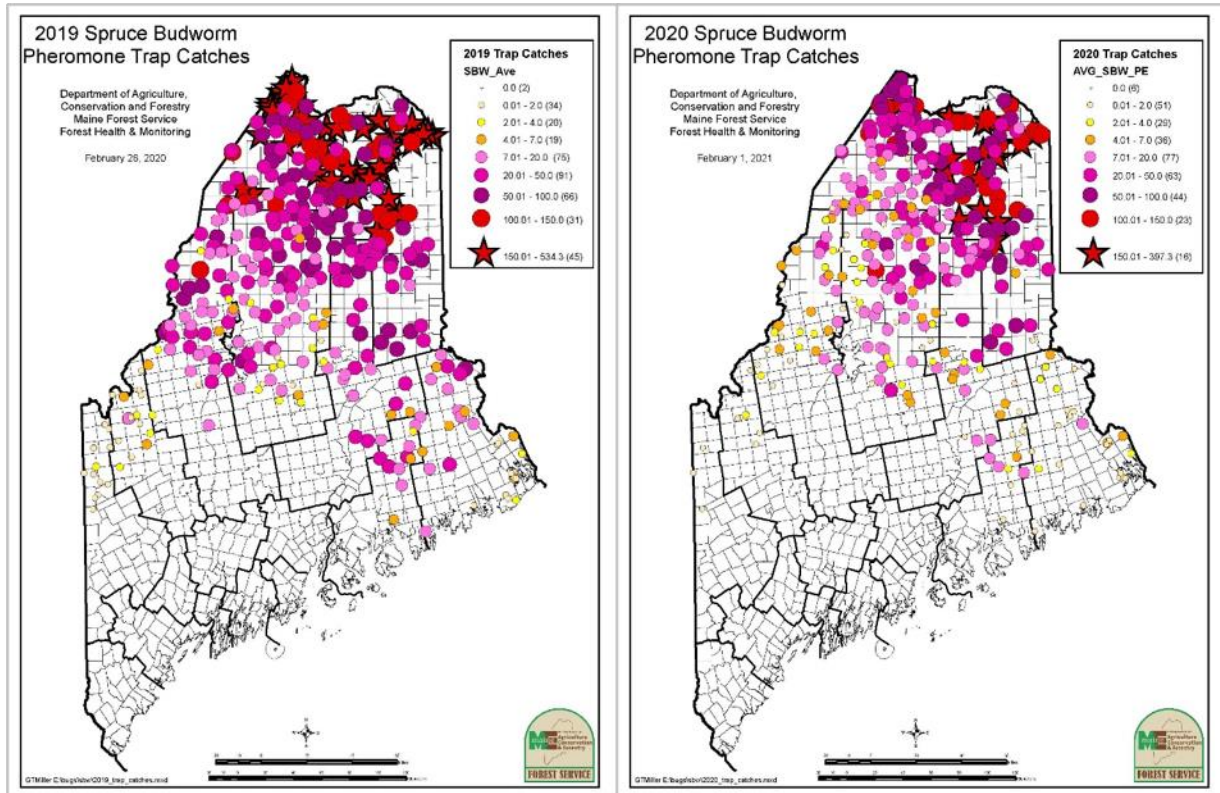 2019 Spruce Budworm
Pheromone Trap Catches
Department of Agriculture,
Conservation and Forestry
Maine Forest Service
Forest Health & Monitoring
February 26, 2020
2019 Trap Catches
SBW_Ave
0.0 (2)
0.01 - 2.0 (34)
2.01 - 4.0 (20)
4.01 - 7.0 (19)
7.01 - 20.0 (75)
20.01 - 50.0 (91)
50.01 - 100.0 (66)
100.01 - 150.0 (31)
150.01 - 534.3 (45)
Agriculture
Conservation
& Forestry
FOREST SERVICE
2020 Spruce Budworm
Pheromone Trap Catches
Department of Agriculture,
Conservation and Forestry
Maine Forest Service
Forest Health & Monitoring
February 1, 2021
2020 Trap Catches
AVG_SBW_PE
0.0 (6)
0.01 - 2.0 (51)
2.01 - 4.0 (29)
4.01 - 7.0 (36)
7.01 - 20.0 (77)
20.01 - 50.0 (63)
50.01 - 100.0 (44)
100.01 - 150.0 (23)
150.01 - 397.3 (16)
Agriculture
Conservation
& Forestry
FOREST SERVICE